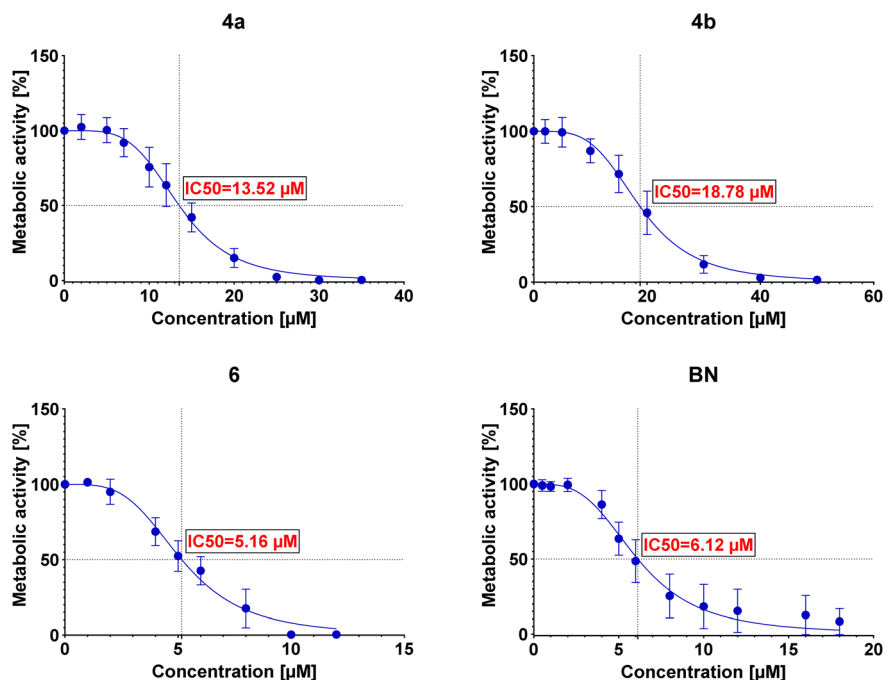 4a
150
100
50
0
Metabolic activity [%]
IC50=13.52 µM
0 10 20 30 40
Concentration [µM]
4b
150
100
50
0
Metabolic activity [%]
IC50=18.78 µM
0 20 40 60
Concentration [µM]
6
150
100
50
0
Metabolic activity [%]
IC50=5.16 µM
0 5 10 15
Concentration [µM]
BN
150
100
50
0
Metabolic activity [%]
IC50=6.12 µM
0 5 10 15 20
Concentration [µM]